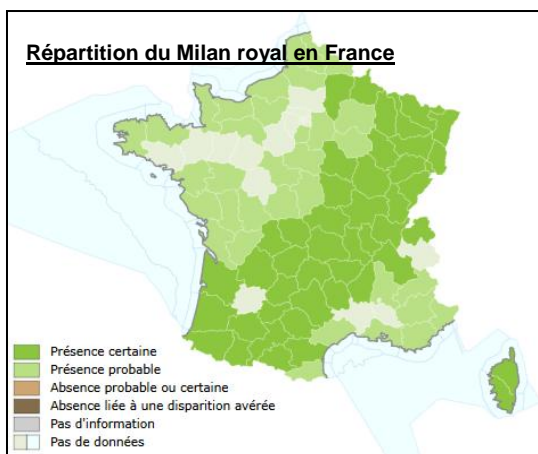 Répartition du Milan royal en France
Présence certaine
Présence probable
Absence probable ou certaine
Absence liée à une disparition avérée
Pas d'information
Pas de données